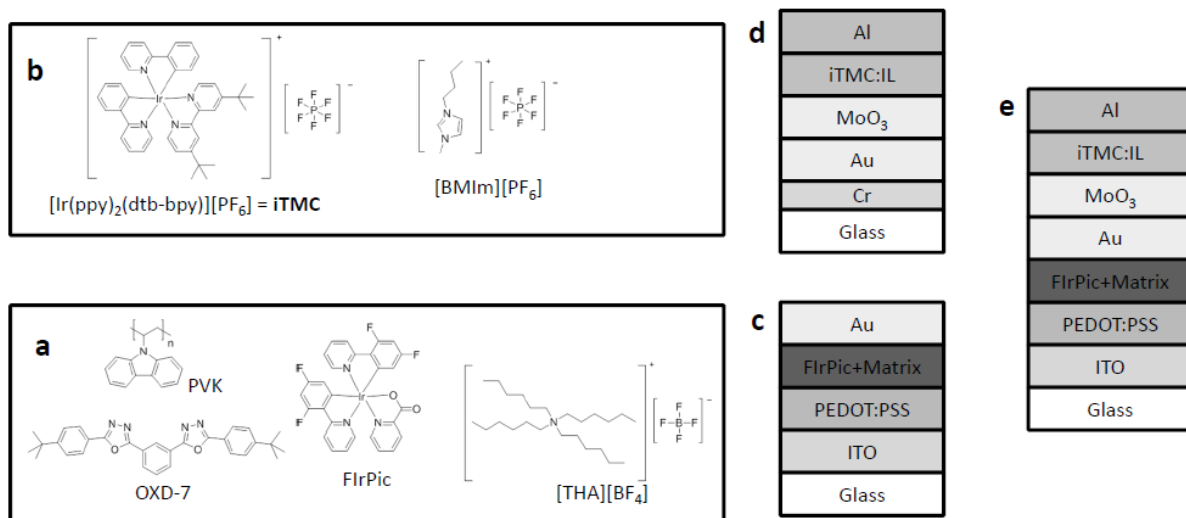 b
+
N
N
Ir
N
N
F
F
F
P
F
F
F
−
[Ir(ppy)₂(dtb-bpy)][PF₆] = iTMC
+
N
N
F
F
F
P
F
F
F
−
[BMIm][PF₆]
a
n
N
PVK
N N
O
N N
O
OXD-7
F
F
F
F
N
Ir
O
O
N
N
FIrPic
+
N
F
F B F
F
−
[THA][BF₄]
d
Al
iTMC:IL
MoO₃
Au
Cr
Glass
c
Au
FIrPic+Matrix
PEDOT:PSS
ITO
Glass
e
Al
iTMC:IL
MoO₃
Au
FIrPic+Matrix
PEDOT:PSS
ITO
Glass